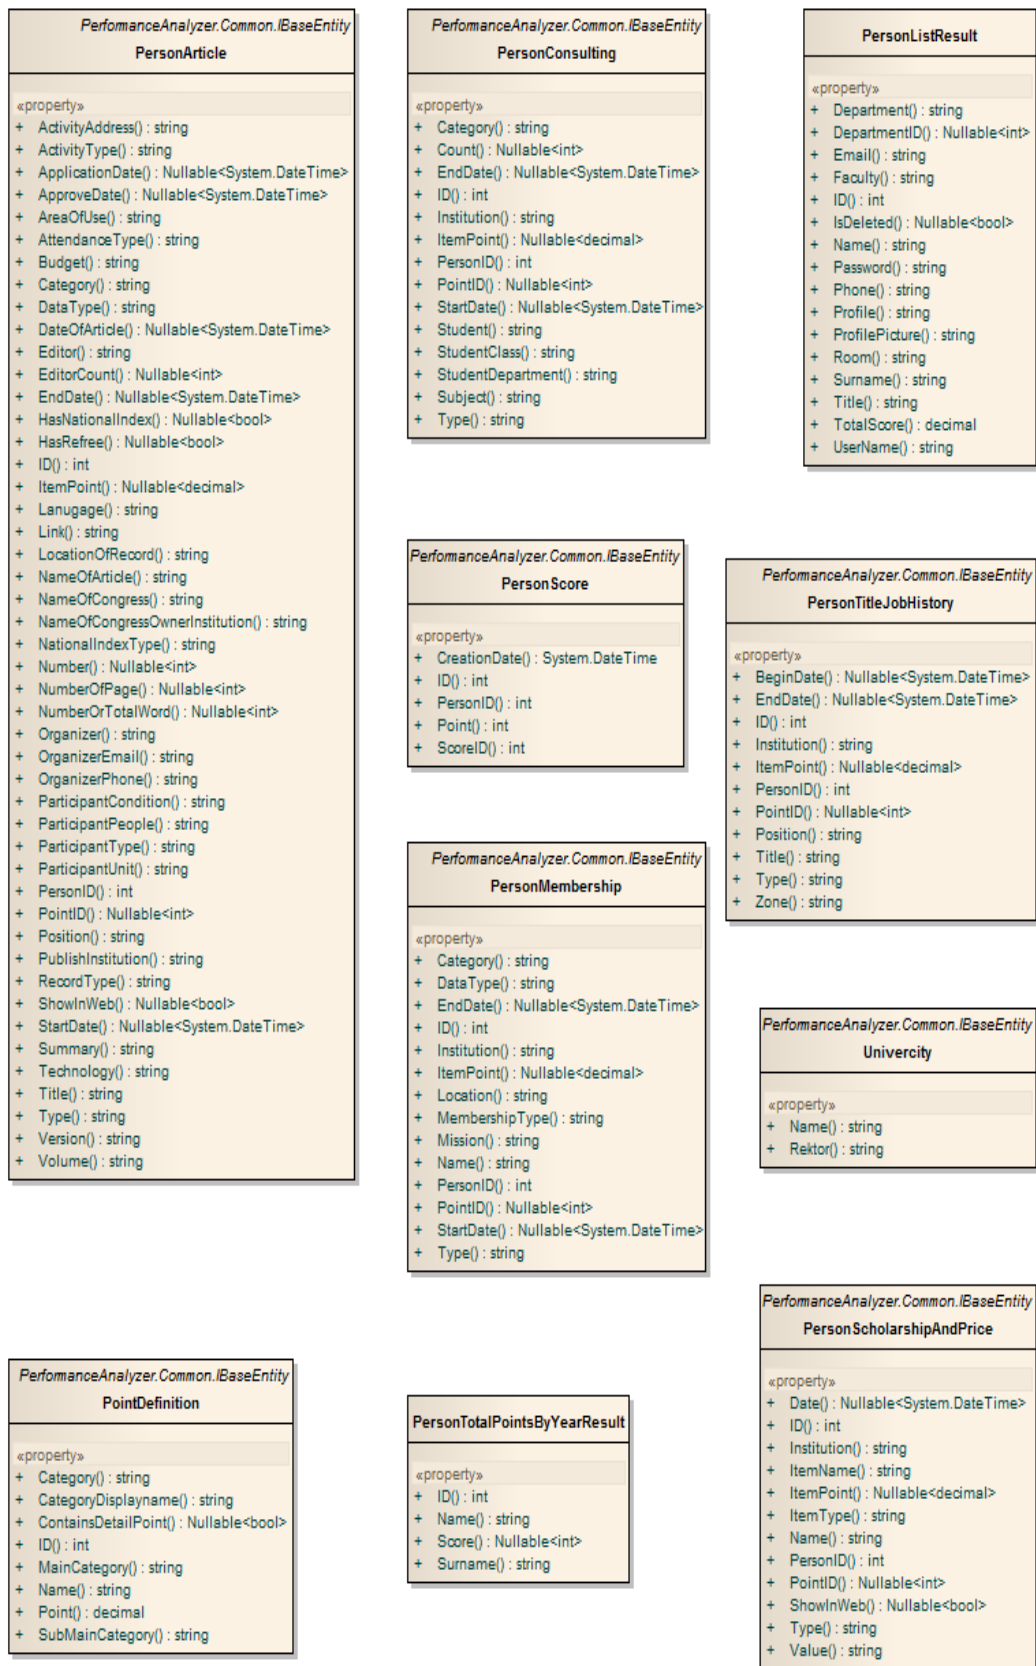 PerformanceAnalyzer.Common.IBaseEntity
PersonArticle
«property»
+ ActivityAddress() : string
+ ActivityType() : string
+ ApplicationDate() : Nullable<System.DateTime>
+ ApproveDate() : Nullable<System.DateTime>
+ AreaOfUse() : string
+ AttendanceType() : string
+ Budget() : string
+ Category() : string
+ DataType() : string
+ DateOfArticle() : Nullable<System.DateTime>
+ Editor() : string
+ EditorCount() : Nullable<int>
+ EndDate() : Nullable<System.DateTime>
+ HasNationalIndex() : Nullable<bool>
+ HasRefree() : Nullable<bool>
+ ID() : int
+ ItemPoint() : Nullable<decimal>
+ Lanugage() : string
+ Link() : string
+ LocationOfRecord() : string
+ NameOfArticle() : string
+ NameOfCongress() : string
+ NameOfCongressOwnerInstitution() : string
+ NationalIndexType() : string
+ Number() : Nullable<int>
+ NumberOfPage() : Nullable<int>
+ NumberOrTotalWord() : Nullable<int>
+ Organizer() : string
+ OrganizerEmail() : string
+ OrganizerPhone() : string
+ ParticipantCondition() : string
+ ParticipantPeople() : string
+ ParticipantType() : string
+ ParticipantUnit() : string
+ PersonID() : int
+ PointID() : Nullable<int>
+ Position() : string
+ PublishInstitution() : string
+ RecordType() : string
+ ShowInWeb() : Nullable<bool>
+ StartDate() : Nullable<System.DateTime>
+ Summary() : string
+ Technology() : string
+ Title() : string
+ Type() : string
+ Version() : string
+ Volume() : string
PerformanceAnalyzer.Common.IBaseEntity
PersonConsulting
«property»
+ Category() : string
+ Count() : Nullable<int>
+ EndDate() : Nullable<System.DateTime>
+ ID() : int
+ Institution() : string
+ ItemPoint() : Nullable<decimal>
+ PersonID() : int
+ PointID() : Nullable<int>
+ StartDate() : Nullable<System.DateTime>
+ Student() : string
+ StudentClass() : string
+ StudentDepartment() : string
+ Subject() : string
+ Type() : string
PersonListResult
«property»
+ Department() : string
+ DepartmentID() : Nullable<int>
+ Email() : string
+ Faculty() : string
+ ID() : int
+ IsDeleted() : Nullable<bool>
+ Name() : string
+ Password() : string
+ Phone() : string
+ Profile() : string
+ ProfilePicture() : string
+ Room() : string
+ Surname() : string
+ Title() : string
+ TotalScore() : decimal
+ UserName() : string
PerformanceAnalyzer.Common.IBaseEntity
PersonScore
«property»
+ CreationDate() : System.DateTime
+ ID() : int
+ PersonID() : int
+ Point() : int
+ ScoreID() : int
PerformanceAnalyzer.Common.IBaseEntity
PersonTitleJobHistory
«property»
+ BeginDate() : Nullable<System.DateTime>
+ EndDate() : Nullable<System.DateTime>
+ ID() : int
+ Institution() : string
+ ItemPoint() : Nullable<decimal>
+ PersonID() : int
+ PointID() : Nullable<int>
+ Position() : string
+ Title() : string
+ Type() : string
+ Zone() : string
PerformanceAnalyzer.Common.IBaseEntity
PersonMembership
«property»
+ Category() : string
+ DataType() : string
+ EndDate() : Nullable<System.DateTime>
+ ID() : int
+ Institution() : string
+ ItemPoint() : Nullable<decimal>
+ Location() : string
+ MembershipType() : string
+ Mission() : string
+ Name() : string
+ PersonID() : int
+ PointID() : Nullable<int>
+ StartDate() : Nullable<System.DateTime>
+ Type() : string
PerformanceAnalyzer.Common.IBaseEntity
Univercity
«property»
+ Name() : string
+ Rektor() : string
PerformanceAnalyzer.Common.IBaseEntity
PointDefinition
«property»
+ Category() : string
+ CategoryDisplayname() : string
+ ContainsDetailPoint() : Nullable<bool>
+ ID() : int
+ MainCategory() : string
+ Name() : string
+ Point() : decimal
+ SubMainCategory() : string
PersonTotalPointsByYearResult
«property»
+ ID() : int
+ Name() : string
+ Score() : Nullable<int>
+ Surname() : string
PerformanceAnalyzer.Common.IBaseEntity
PersonScholarshipAndPrice
«property»
+ Date() : Nullable<System.DateTime>
+ ID() : int
+ Institution() : string
+ ItemName() : string
+ ItemPoint() : Nullable<decimal>
+ ItemType() : string
+ Name() : string
+ PersonID() : int
+ PointID() : Nullable<int>
+ ShowInWeb() : Nullable<bool>
+ Type() : string
+ Value() : string